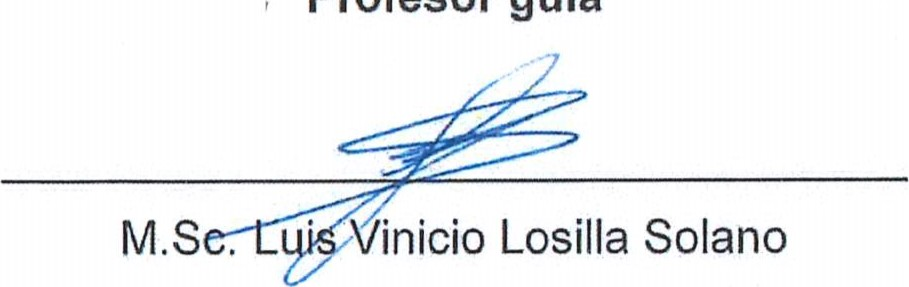 Profesor guía
M.Sc. Luis Vinicio Losilla Solano